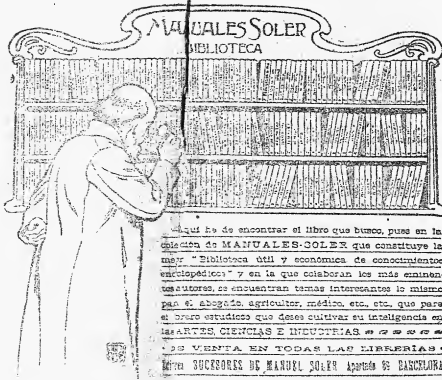 MANUALES SOLER
BIBLIOTECA
Aquí he de encontrar el libro que busco, pues en la
colección de MANUALES-SOLER que constituye la
mejor "Biblioteca útil y económica de conocimientos
enciclopédicos" y en la que colaboran los más eminen-
tes autores, se encuentran temas interesantes lo mismo
para el abogado, agricultor, médico, etc., etc., que para
el obrero estudioso que desee cultivar su inteligencia en
las ARTES, CIENCIAS E INDUSTRIAS.
DE VENTA EN TODAS LAS LIBRERÍAS
SUCESORES DE MANUEL SOLER Apartado 89 BARCELONA